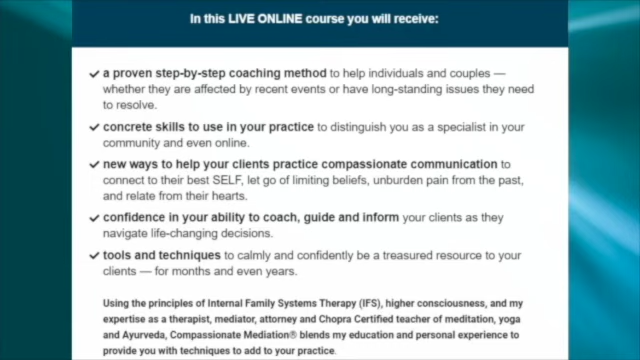 In this LIVE ONLINE course you will receive:
✓ a proven step-by-step coaching method to help individuals and couples —
whether they are affected by recent events or have long-standing issues they need
to resolve.
✓ concrete skills to use in your practice to distinguish you as a specialist in your
community and even online.
✓ new ways to help your clients practice compassionate communication to
connect to their best SELF, let go of limiting beliefs, unburden pain from the past,
and relate from their hearts.
✓ confidence in your ability to coach, guide and inform your clients as they
navigate life-changing decisions.
✓ tools and techniques to calmly and confidently be a treasured resource to your
clients — for months and even years.
Using the principles of Internal Family Systems Therapy (IFS), higher consciousness, and my
expertise as a therapist, mediator, attorney and Chopra Certified teacher of meditation, yoga
and Ayurveda, Compassionate Mediation® blends my education and personal experience to
provide you with techniques to add to your practice.